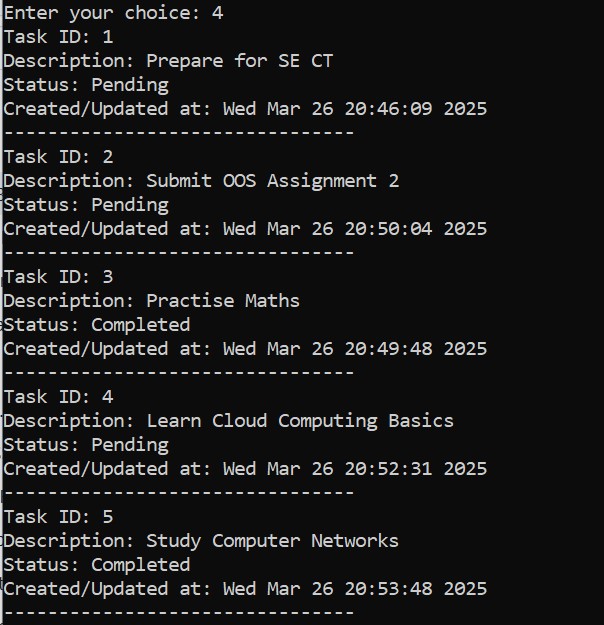 Enter your choice: 4
Task ID: 1
Description: Prepare for SE CT
Status: Pending
Created/Updated at: Wed Mar 26 20:46:09 2025
--------------------------------
Task ID: 2
Description: Submit OOS Assignment 2
Status: Pending
Created/Updated at: Wed Mar 26 20:50:04 2025
--------------------------------
Task ID: 3
Description: Practise Maths
Status: Completed
Created/Updated at: Wed Mar 26 20:49:48 2025
--------------------------------
Task ID: 4
Description: Learn Cloud Computing Basics
Status: Pending
Created/Updated at: Wed Mar 26 20:52:31 2025
--------------------------------
Task ID: 5
Description: Study Computer Networks
Status: Completed
Created/Updated at: Wed Mar 26 20:53:48 2025
--------------------------------